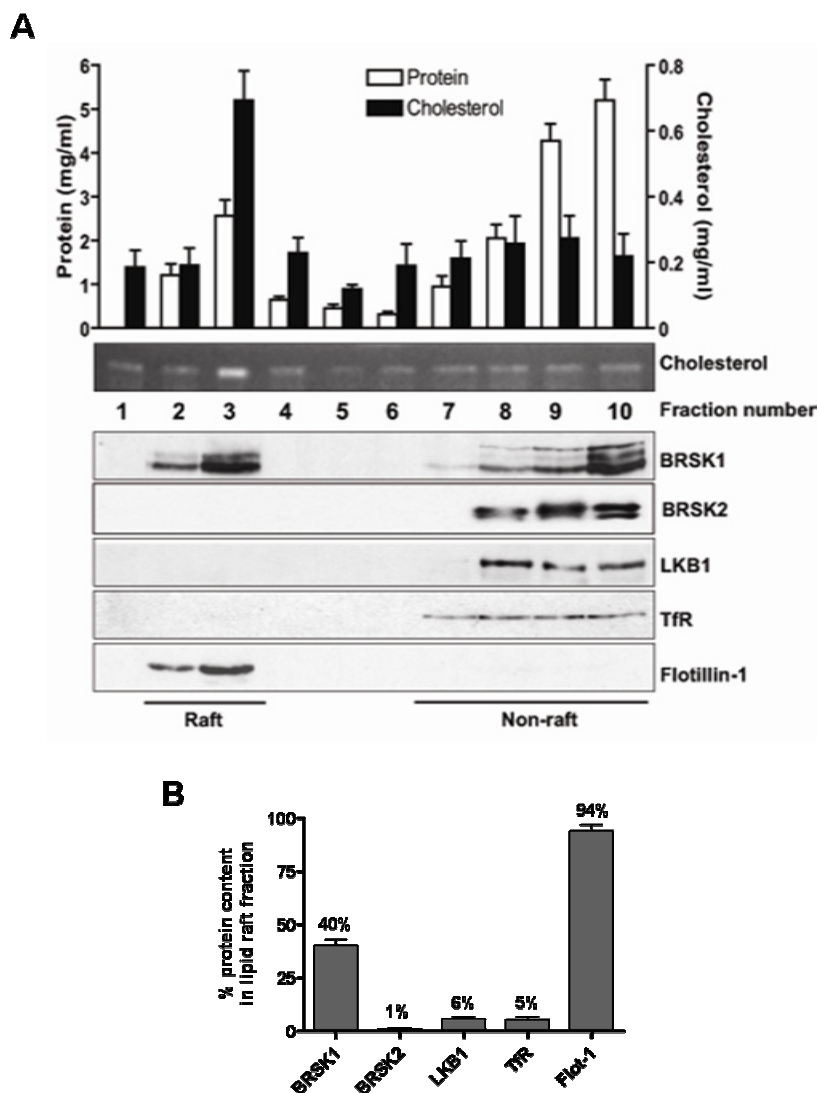 A
Protein (mg/ml)
6
5
4
3
2
1
0
Protein
Cholesterol
0.8
0.6
0.4
0.2
0
Cholesterol (mg/ml)
Cholesterol
1 2 3 4 5 6 7 8 9 10 Fraction number
BRSK1
BRSK2
LKB1
TfR
Flotillin-1
Raft Non-raft
B
% protein content
in lipid raft fraction
100
75
50
25
0
40%
1%
6%
5%
94%
BRSK1
BRSK2
LKB1
TfR
Flot-1